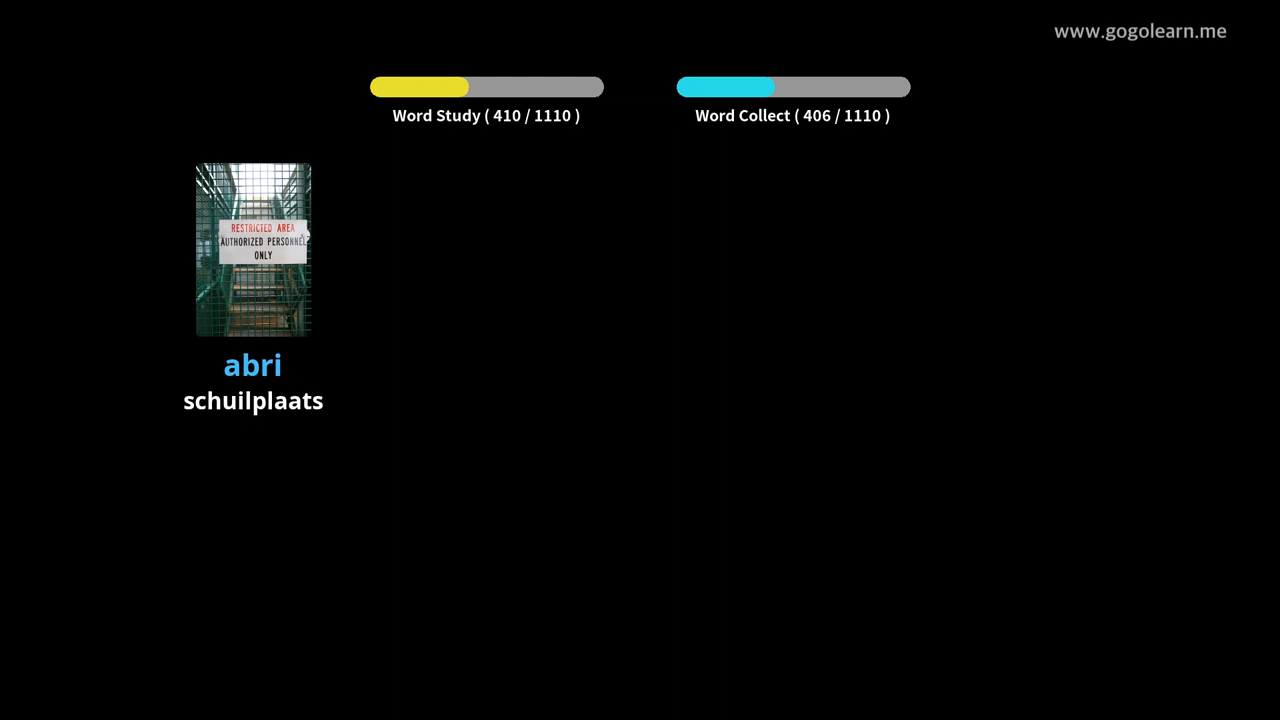 www.gogolearn.me
Word Study ( 410 / 1110 )
Word Collect ( 406 / 1110 )
RESTRICTED AREA
AUTHORIZED PERSONNEL
ONLY
abri
schuilplaats